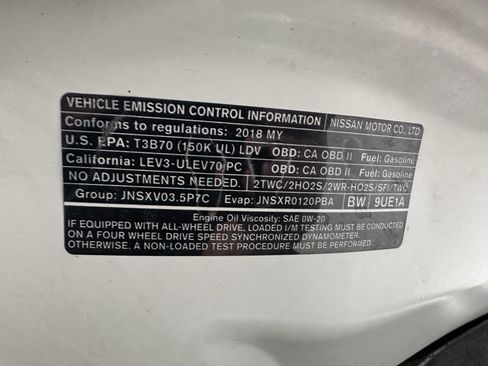 VEHICLE EMISSION CONTROL INFORMATION NISSAN MOTOR CO., LTD
Conforms to regulations: 2018 MY
U.S. EPA: T3B70 (150K UL) LDV OBD: CA OBD II Fuel: Gasoline
California: LEV3-ULEV70 PC OBD: CA OBD II Fuel: Gasoline
NO ADJUSTMENTS NEEDED. 2TWC/2HO2S/2WR-HO2S/SFI/TWC
Group: JNSXV03.5P7C Evap: JNSXR0120PBA BW 9UE1A
Engine Oil Viscosity: SAE 0W-20
IF EQUIPPED WITH ALL-WHEEL DRIVE, LOADED I/M TESTING MUST BE CONDUCTED
ON A FOUR WHEEL DRIVE SPEED SYNCHRONIZED DYNAMOMETER.
OTHERWISE, A NON-LOADED TEST PROCEDURE MUST BE PERFORMED.